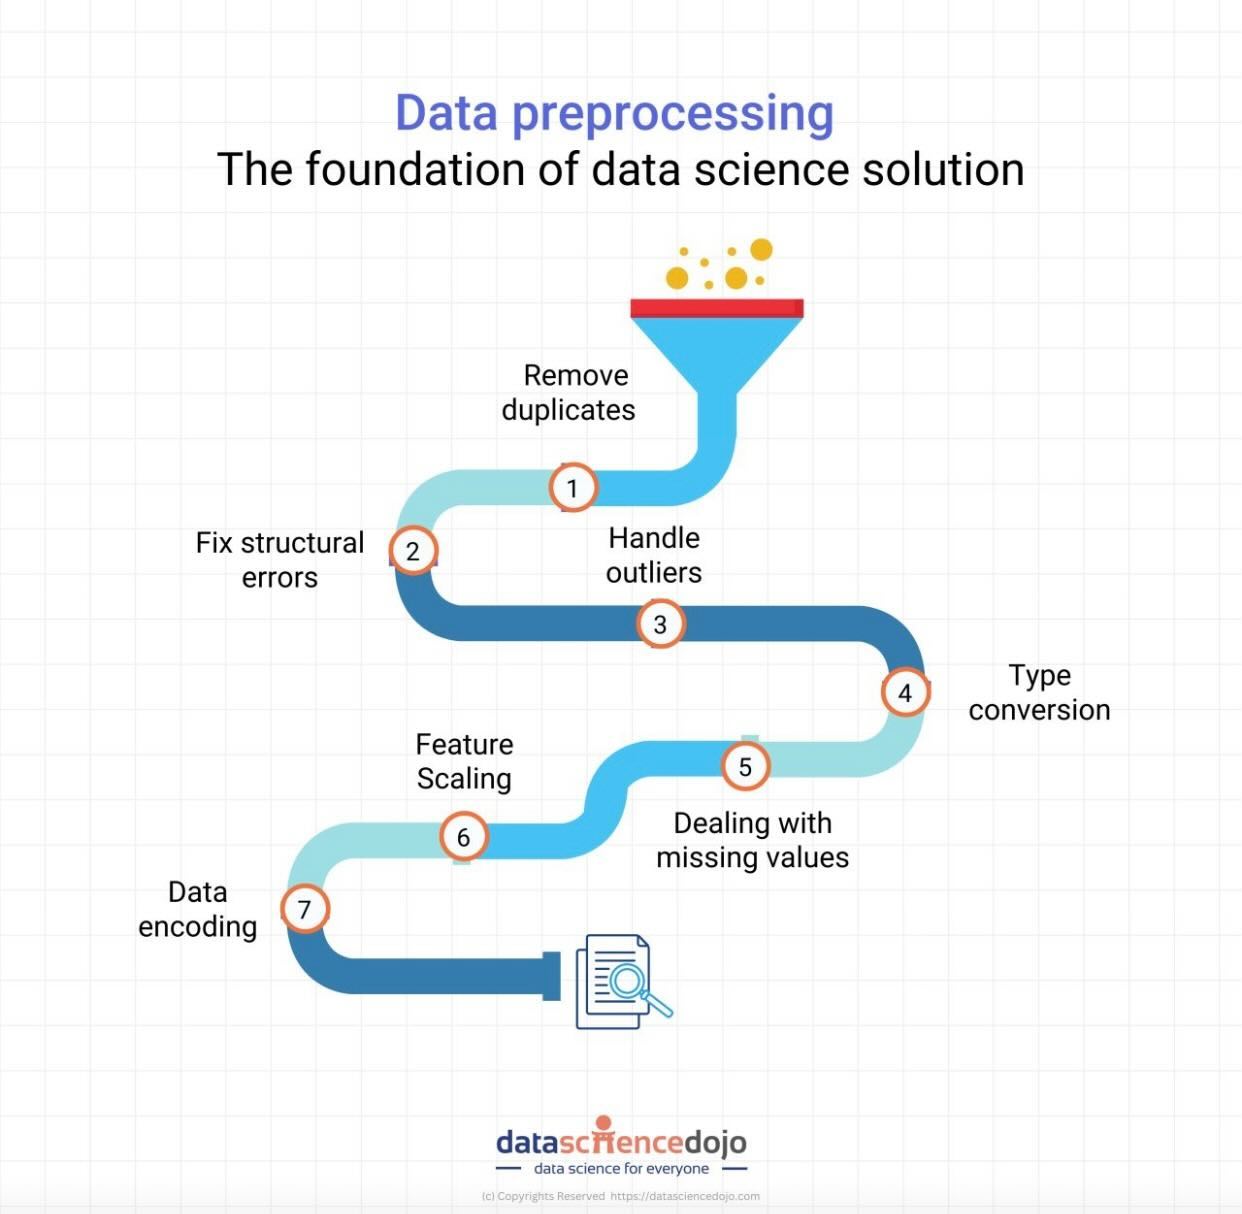 Data preprocessing
The foundation of data science solution
Remove
duplicates
1
Fix structural
errors
2
Handle
outliers
3
Type
conversion
4
5
Dealing with
missing values
Feature
Scaling
6
Data
encoding
7
datasciencedojo
data science for everyone
(c) Copyrights Reserved https://datasciencedojo.com